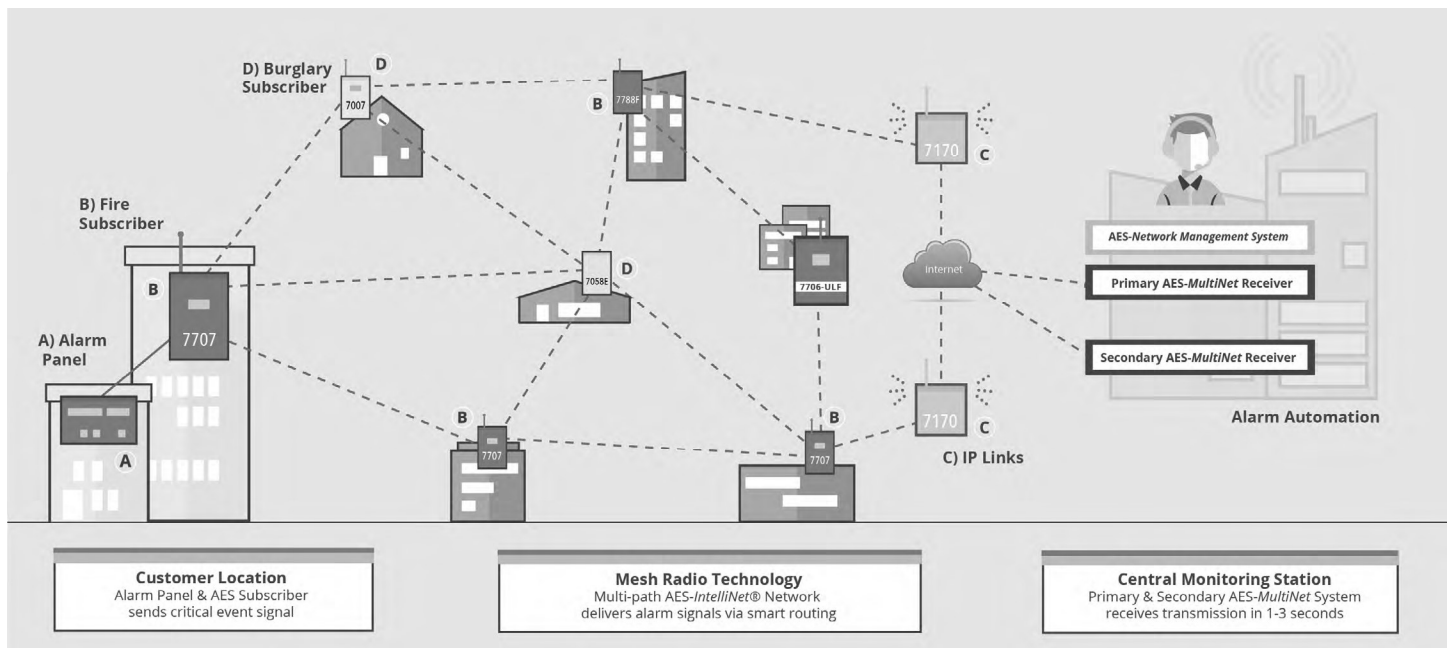 D) Burglary
Subscriber
D
7007
B
7788F
7170
C
B) Fire
Subscriber
B
7707
D
7058E
7706-ULF
Internet
AES-Network Management System
Primary AES-MultiNet Receiver
Secondary AES-MultiNet Receiver
Alarm Automation
A) Alarm
Panel
A
B
7707
B
7707
7170
C
C) IP Links
Customer Location
Alarm Panel & AES Subscriber
sends critical event signal
Mesh Radio Technology
Multi-path AES-IntelliNet® Network
delivers alarm signals via smart routing
Central Monitoring Station
Primary & Secondary AES-MultiNet System
receives transmission in 1-3 seconds